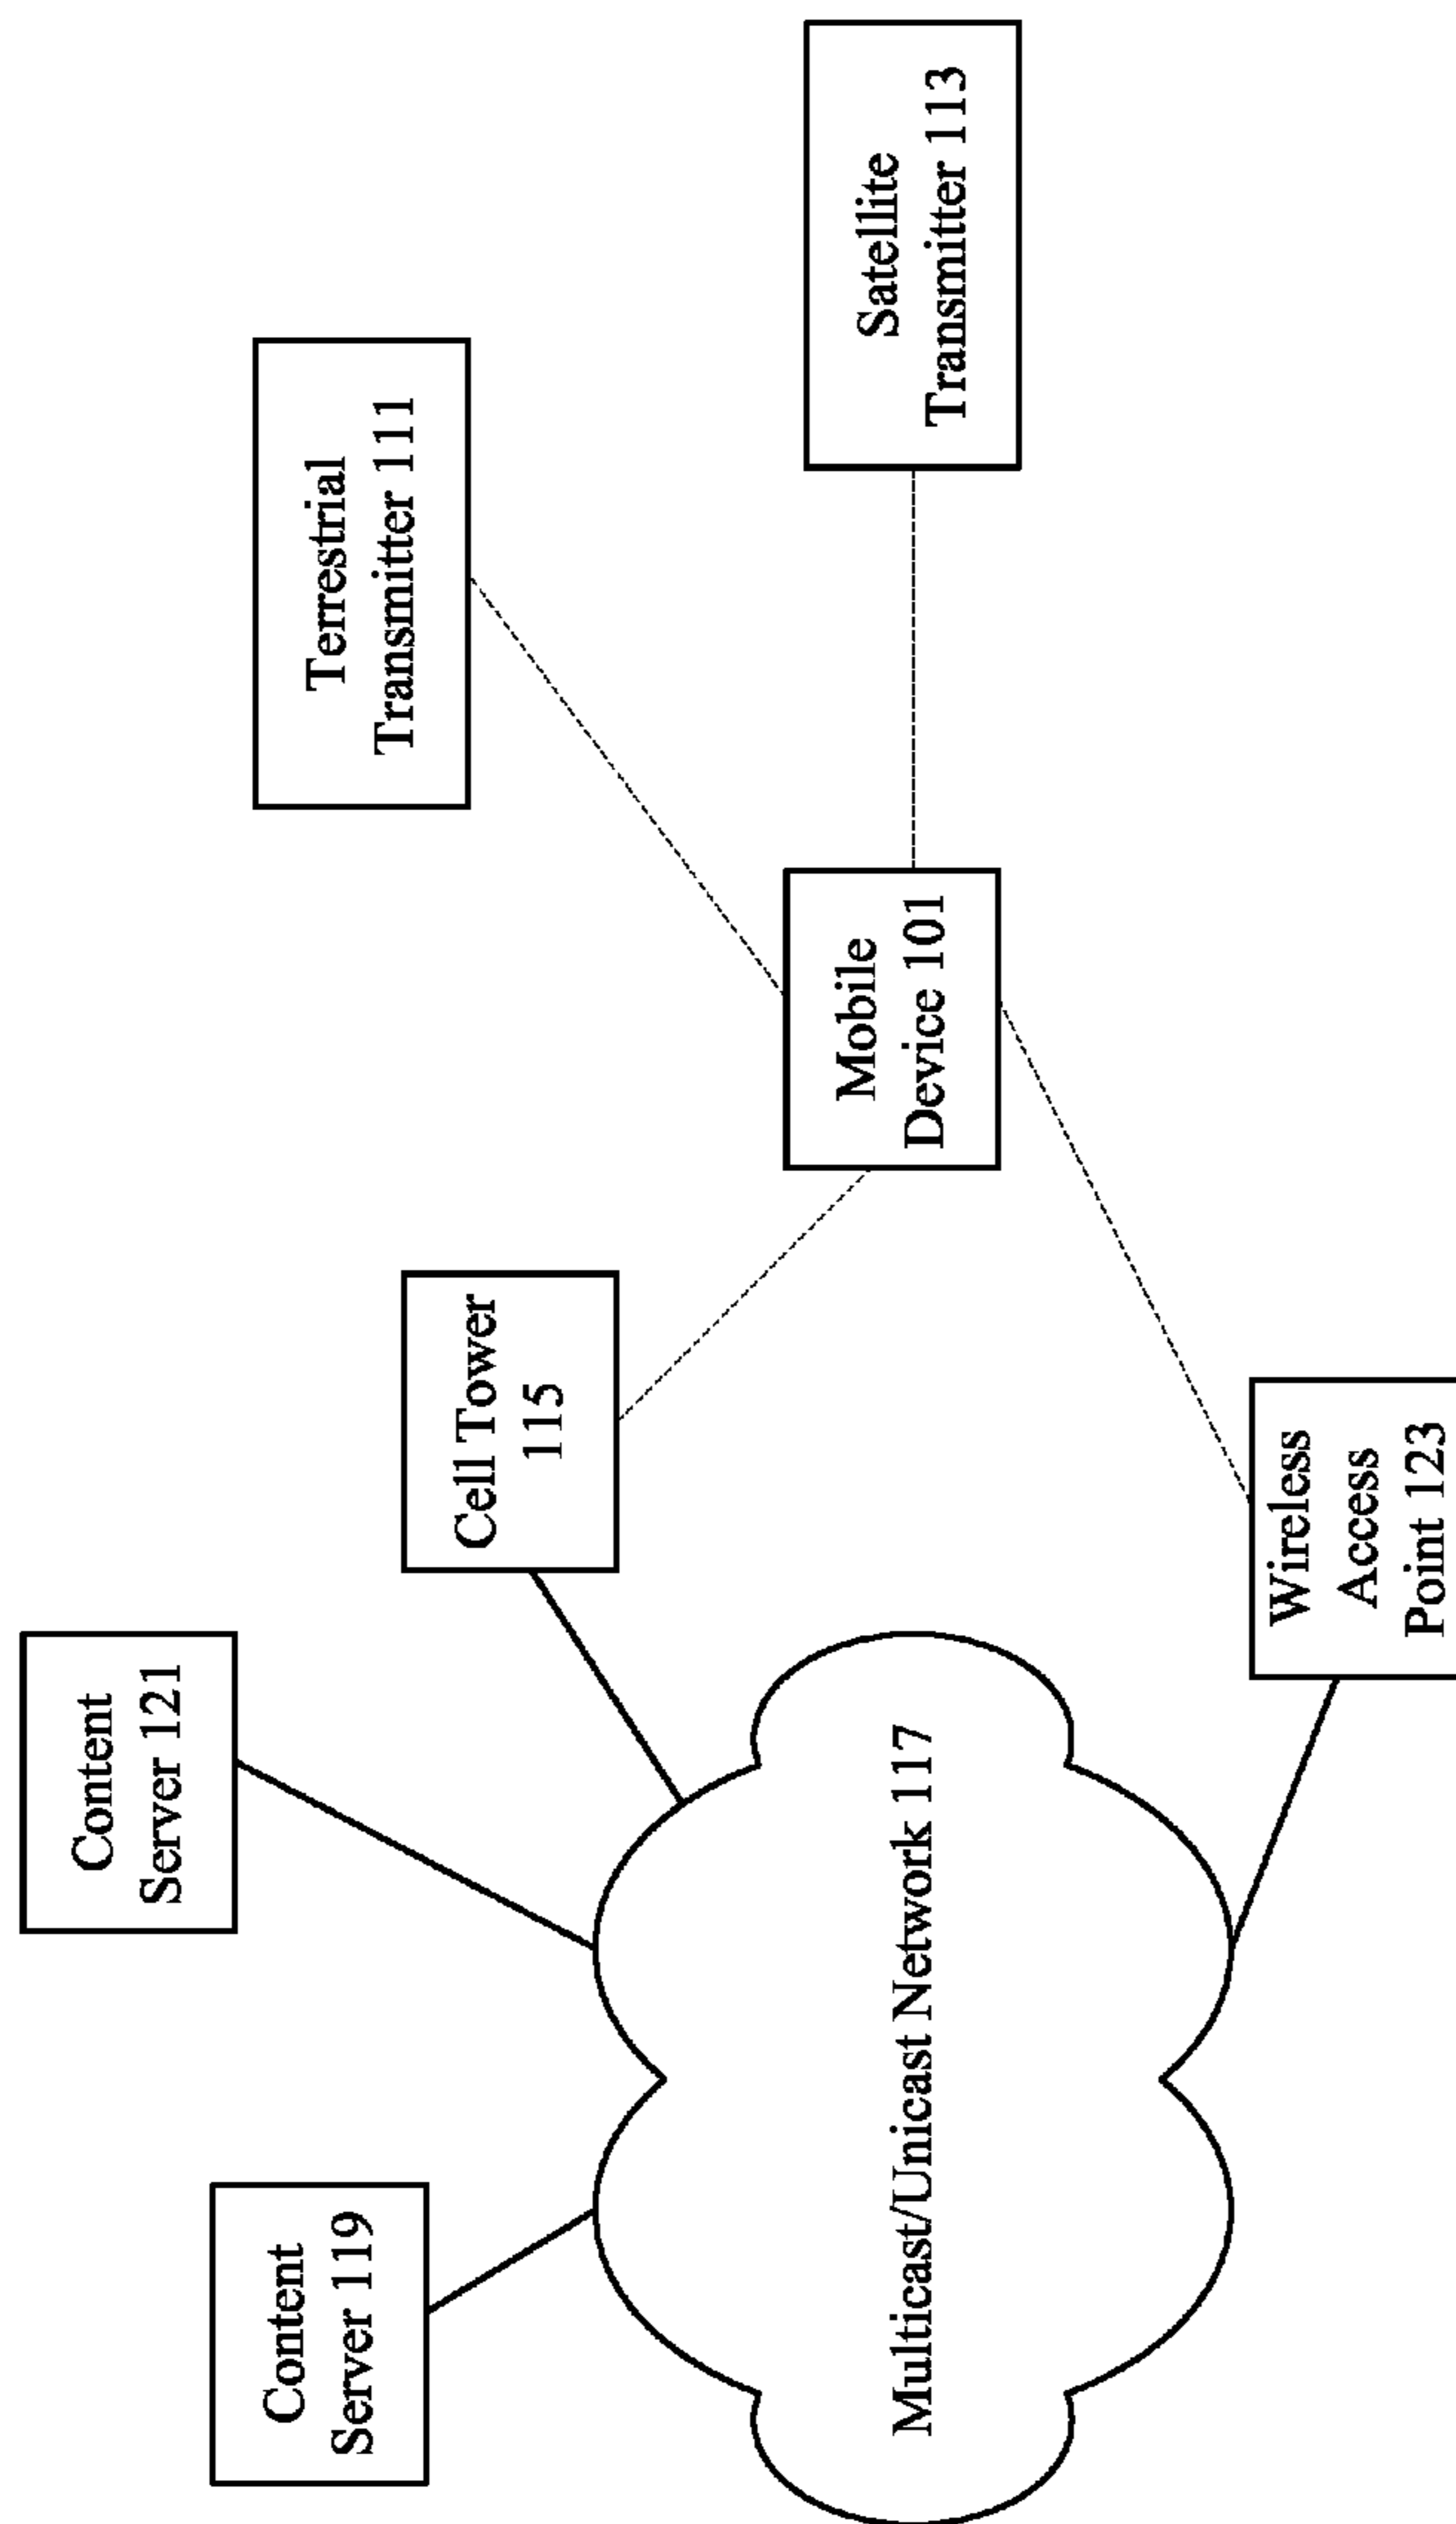 Content
Server 119
Content
Server 121
Cell Tower
115
Terrestrial
Transmitter 111
Multicast/Unicast Network 117
Mobile
Device 101
Satellite
Transmitter 113
Wireless
Access
Point 123